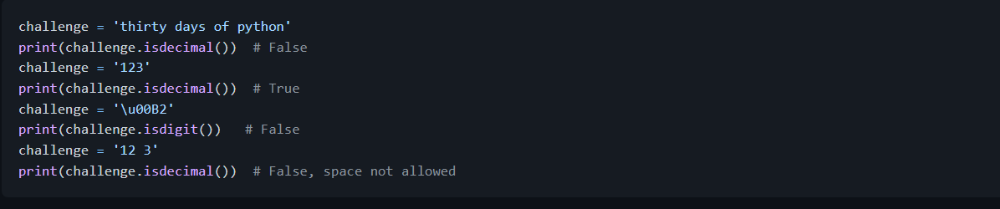 challenge = 'thirty days of python'
print(challenge.isdecimal())  # False
challenge = '123'
print(challenge.isdecimal())  # True
challenge = '\u00B2'
print(challenge.isdigit())   # False
challenge = '12 3'
print(challenge.isdecimal())  # False, space not allowed